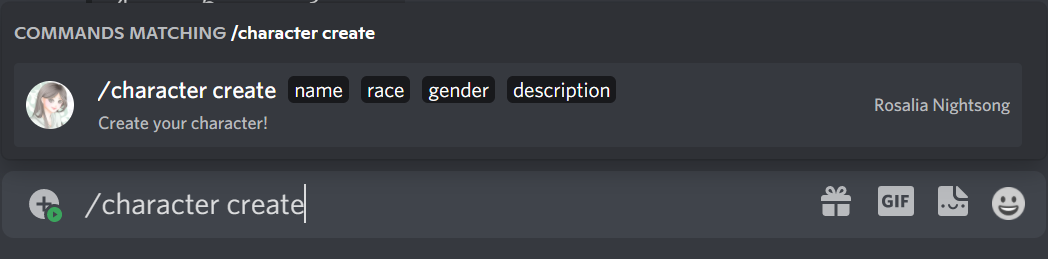 COMMANDS MATCHING /character create
/character create name race gender description
Create your character!
Rosalia Nightsong
/character create
GIF